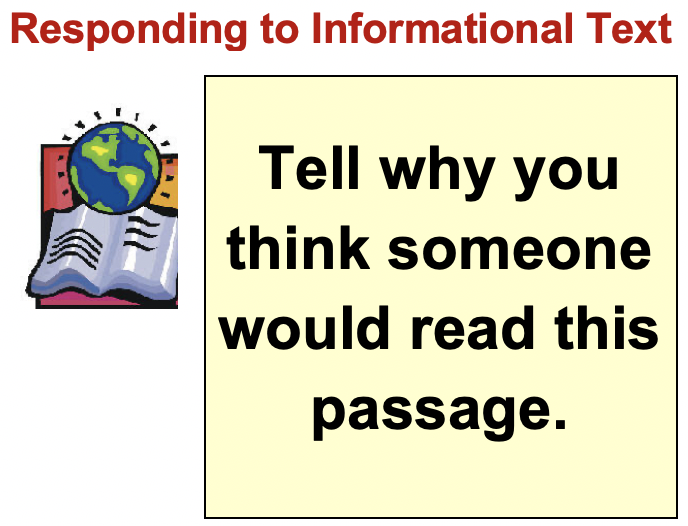 Responding to Informational Text
Tell why you
think someone
would read this
passage.